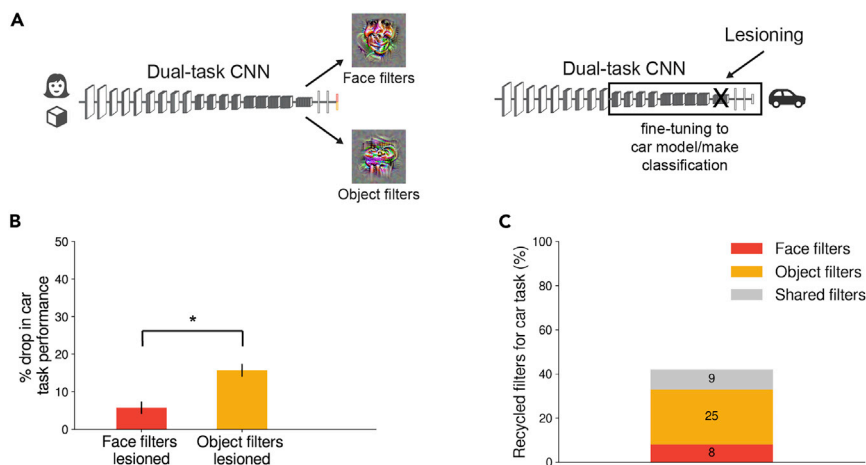 A
Dual-task CNN
Face filters
Object filters
Lesioning
Dual-task CNN
X
fine-tuning to
car model/make
classification
B
% drop in car
task performance
50
40
30
20
10
0
*
Face filters
lesioned
Object filters
lesioned
C
Recycled filters for car task (%)
100
80
60
40
20
0
Face filters
Object filters
Shared filters
9
25
8